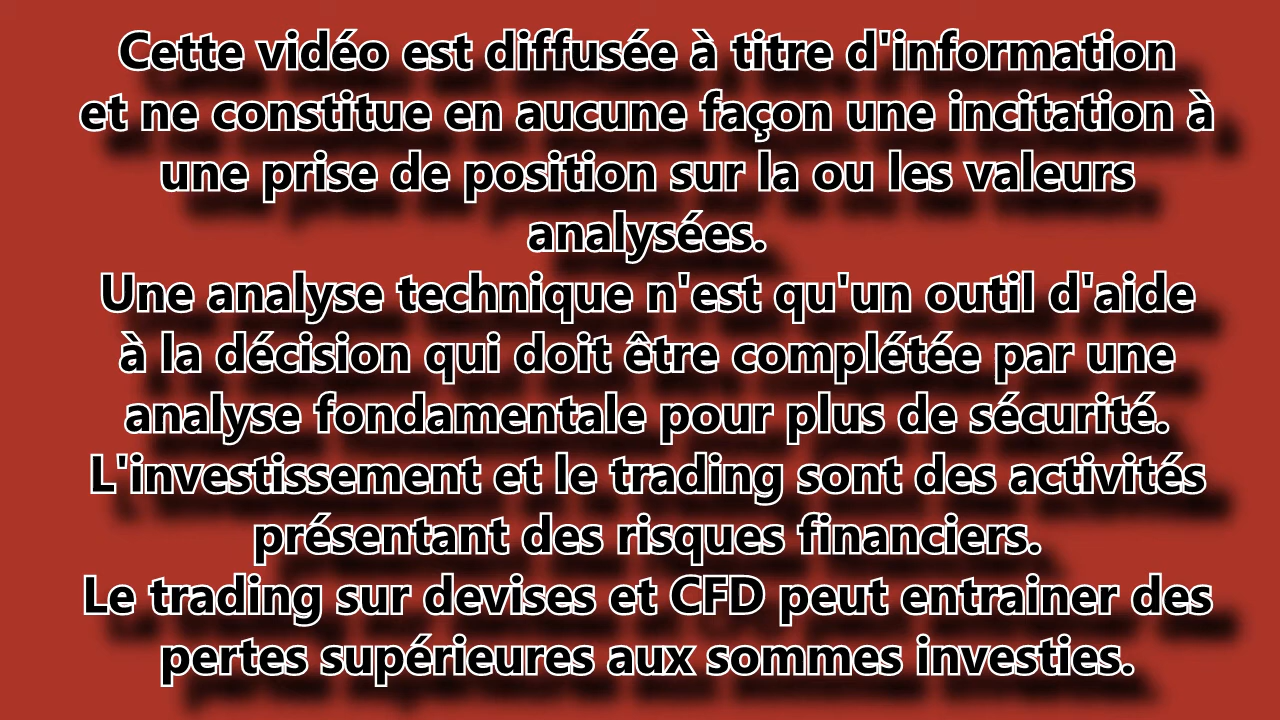 Cette vidéo est diffusée à titre d'information
et ne constitue en aucune façon une incitation à
une prise de position sur la ou les valeurs
analysées.
Une analyse technique n'est qu'un outil d'aide
à la décision qui doit être complétée par une
analyse fondamentale pour plus de sécurité.
L'investissement et le trading sont des activités
présentant des risques financiers.
Le trading sur devises et CFD peut entrainer des
pertes supérieures aux sommes investies.